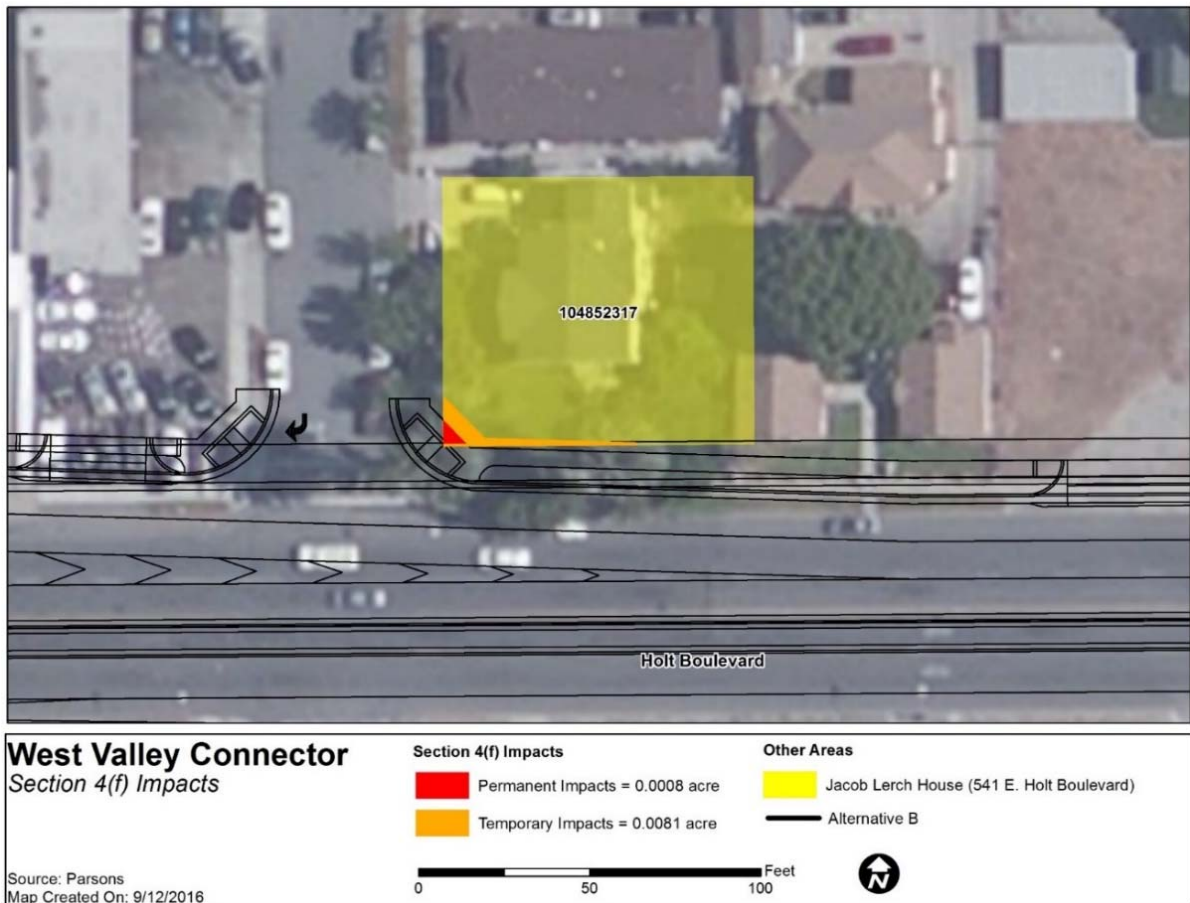 104852317
Holt Boulevard
West Valley Connector
Section 4(f) Impacts
Source: Parsons
Map Created On: 9/12/2016
Section 4(f) Impacts
Permanent Impacts = 0.0008 acre
Temporary Impacts = 0.0081 acre
Other Areas
Jacob Lerch House (541 E. Holt Boulevard)
Alternative B
Feet
0 50 100
N